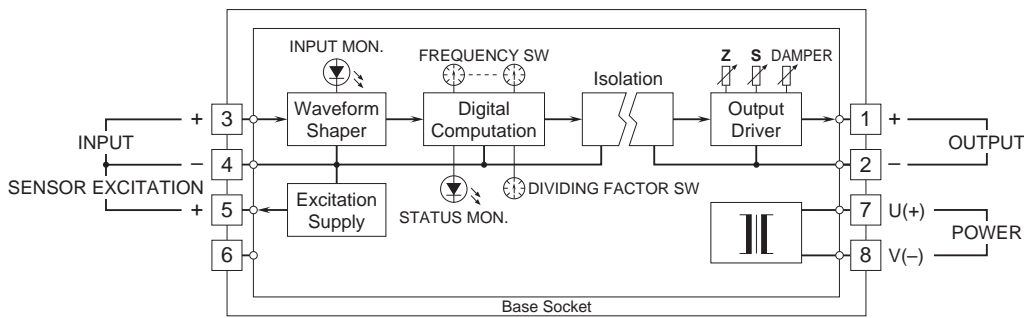 INPUT MON.
FREQUENCY SW
Isolation
Z S DAMPER
Waveform
Shaper
Digital
Computation
Output
Driver
+ 3
1 +
INPUT
OUTPUT
– 4
2 –
SENSOR EXCITATION
DIVIDING FACTOR SW
STATUS MON.
+ 5
Excitation
Supply
7 U(+)
POWER
6
8 V(–)
Base Socket